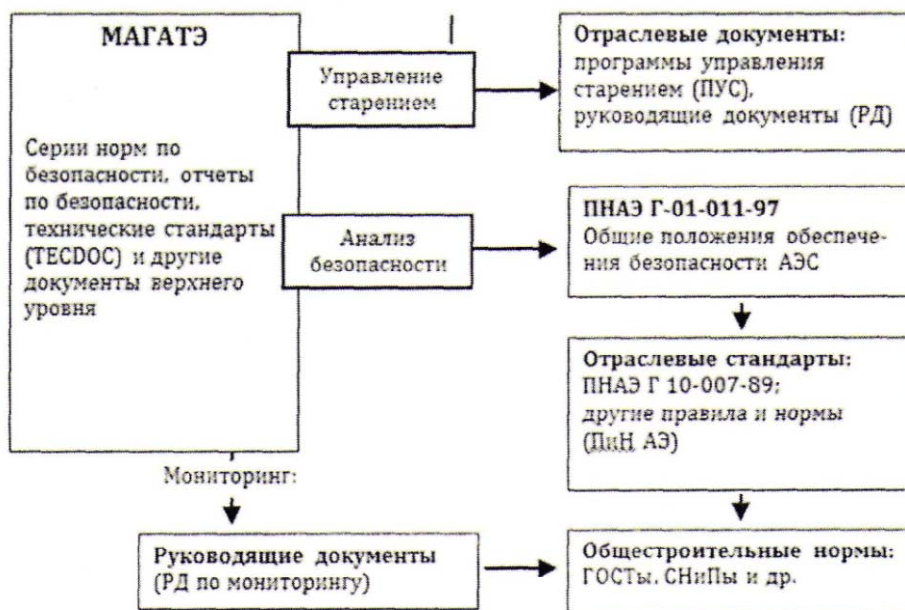 МАГАТЭ
Серии норм по
безопасности, отчеты
по безопасности,
технические стандарты
(TECDOC) и другие
документы верхнего
уровня
Управление
старением
Отраслевые документы:
программы управления
старением (ПУС),
руководящие документы (РД)
Анализ
безопасности
ПНАЭ Г-01-011-97
Общие положения обеспече-
ния безопасности АЭС
Отраслевые стандарты:
ПНАЭ Г 10-007-89;
другие правила и нормы
(ПиН АЭ)
Мониторинг:
Руководящие документы
(РД по мониторингу)
Общестроительные нормы:
ГОСТы, СНиПы и др.